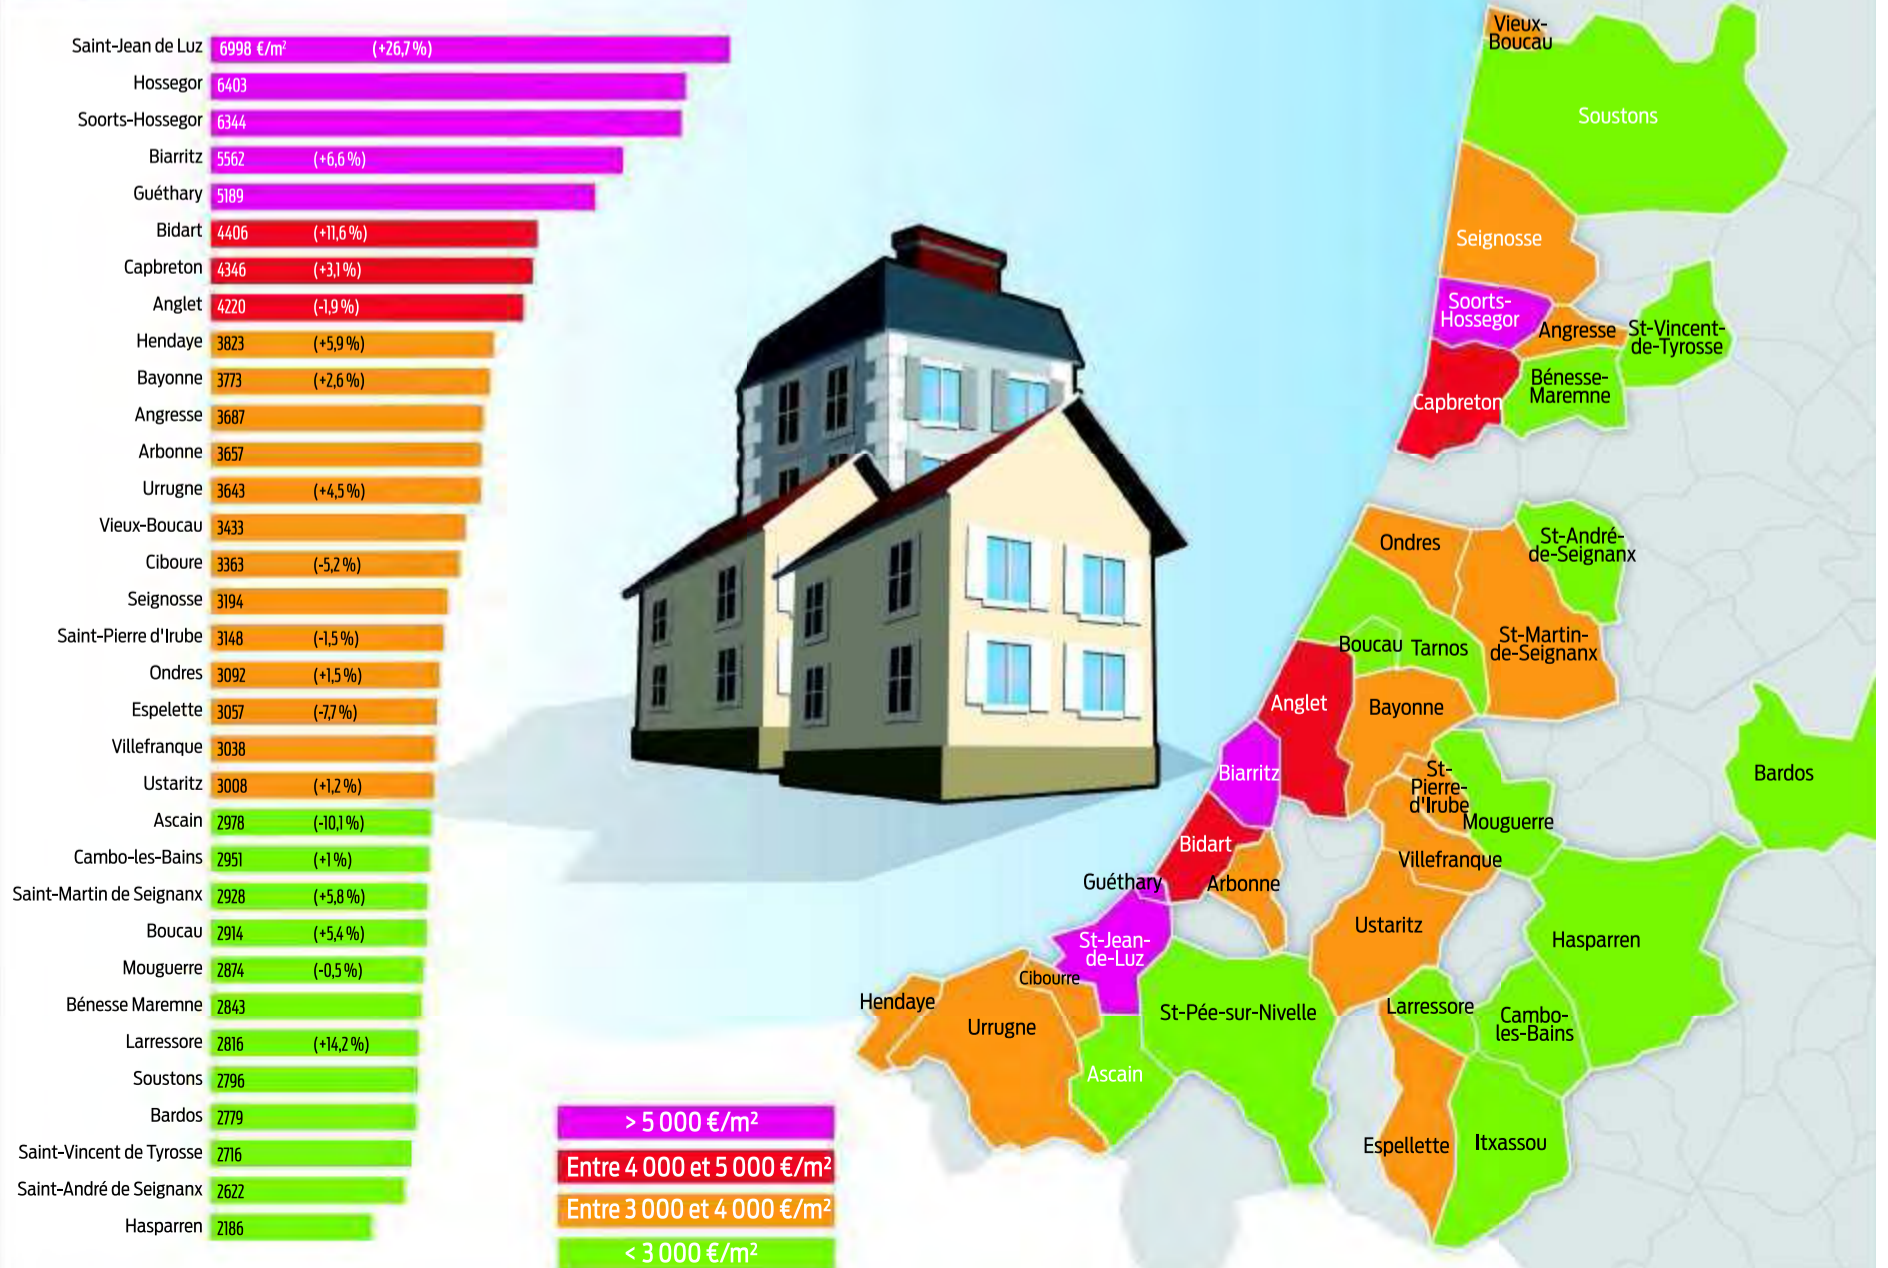 Saint-Jean de Luz 6998 €/m² (+26,7 %)
Hossegor 6403
Soorts-Hossegor 6344
Biarritz 5562 (+6,6 %)
Guéthary 5189
Bidart 4406 (+11,6 %)
Capbreton 4346 (+3,1 %)
Anglet 4220 (-1,9 %)
Hendaye 3823 (+5,9 %)
Bayonne 3773 (+2,6 %)
Angresse 3687
Arbonne 3657
Urrugne 3643 (+4,5 %)
Vieux-Boucau 3433
Ciboure 3363 (-5,2 %)
Seignosse 3194
Saint-Pierre d'Irube 3148 (-1,5 %)
Ondres 3092 (+1,5 %)
Espelette 3057 (-7,7 %)
Villefranque 3038
Ustaritz 3008 (+1,2 %)
Ascain 2978 (-10,1 %)
Cambo-les-Bains 2951 (+1 %)
Saint-Martin de Seignanx 2928 (+5,8 %)
Boucau 2914 (+5,4 %)
Mouguerre 2874 (-0,5 %)
Bénesse Maremne 2843
Larressore 2816 (+14,2 %)
Soustons 2796
Bardos 2779
Saint-Vincent de Tyrosse 2716
Saint-André de Seignanx 2622
Hasparren 2186
> 5 000 €/m²
Entre 4 000 et 5 000 €/m²
Entre 3 000 et 4 000 €/m²
< 3 000 €/m²
Vieux-
Boucau
Soustons
Seignosse
Soorts-
Hossegor
Angresse
St-Vincent-
de-Tyrosse
Bénesse-
Maremne
Capbreton
Ondres
St-André-
de-Seignanx
Boucau
Tarnos
St-Martin-
de-Seignanx
Anglet
Bayonne
Biarritz
St-
Pierre-
d'Irube
Mouguerre
Bardos
Bidart
Villefranque
Guéthary
Arbonne
Ustaritz
Hasparren
St-Jean-
de-Luz
Cibourre
Hendaye
Urrugne
St-Pée-sur-Nivelle
Larressore
Cambo-
les-Bains
Ascain
Espellette
Itxassou